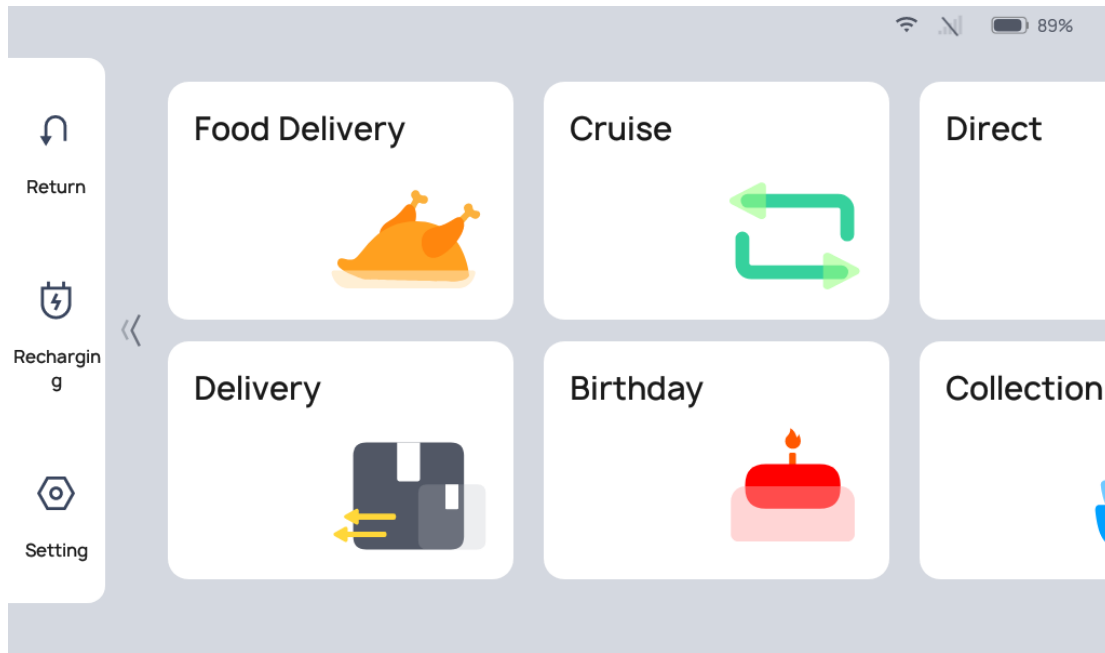 89%
Return
Rechargin
g
Setting
Food Delivery
Cruise
Direct
Delivery
Birthday
Collection